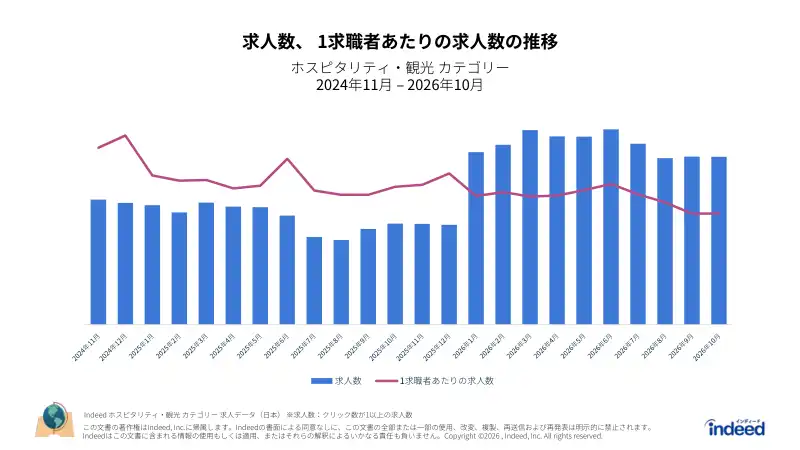 求人数、 1求職者あたりの求人数の推移
ホスピタリティ・観光 カテゴリー
2024年11月 – 2026年10月
2024年11月
2024年12月
2025年1月
2025年2月
2025年3月
2025年4月
2025年5月
2025年6月
2025年7月
2025年8月
2025年9月
2025年10月
2025年11月
2025年12月
2026年1月
2026年2月
2026年3月
2026年4月
2026年5月
2026年6月
2026年7月
2026年8月
2026年9月
2026年10月
求人数 1求職者あたりの求人数
Indeed ホスピタリティ・観光 カテゴリー 求人データ（日本） ※求人数：クリック数が1以上の求人数
この文書の著作権はIndeed, Inc.に帰属します。Indeedの書面による同意なしに、この文書の全部または一部の使用、改変、複製、再送信および再発表は明示的に禁止されます。
Indeedはこの文書に含まれる情報の使用もしくは適用、またはそれらの解釈によるいかなる責任も負いません。Copyright ©2026 , Indeed, Inc. All rights reserved.
インディード
indeed